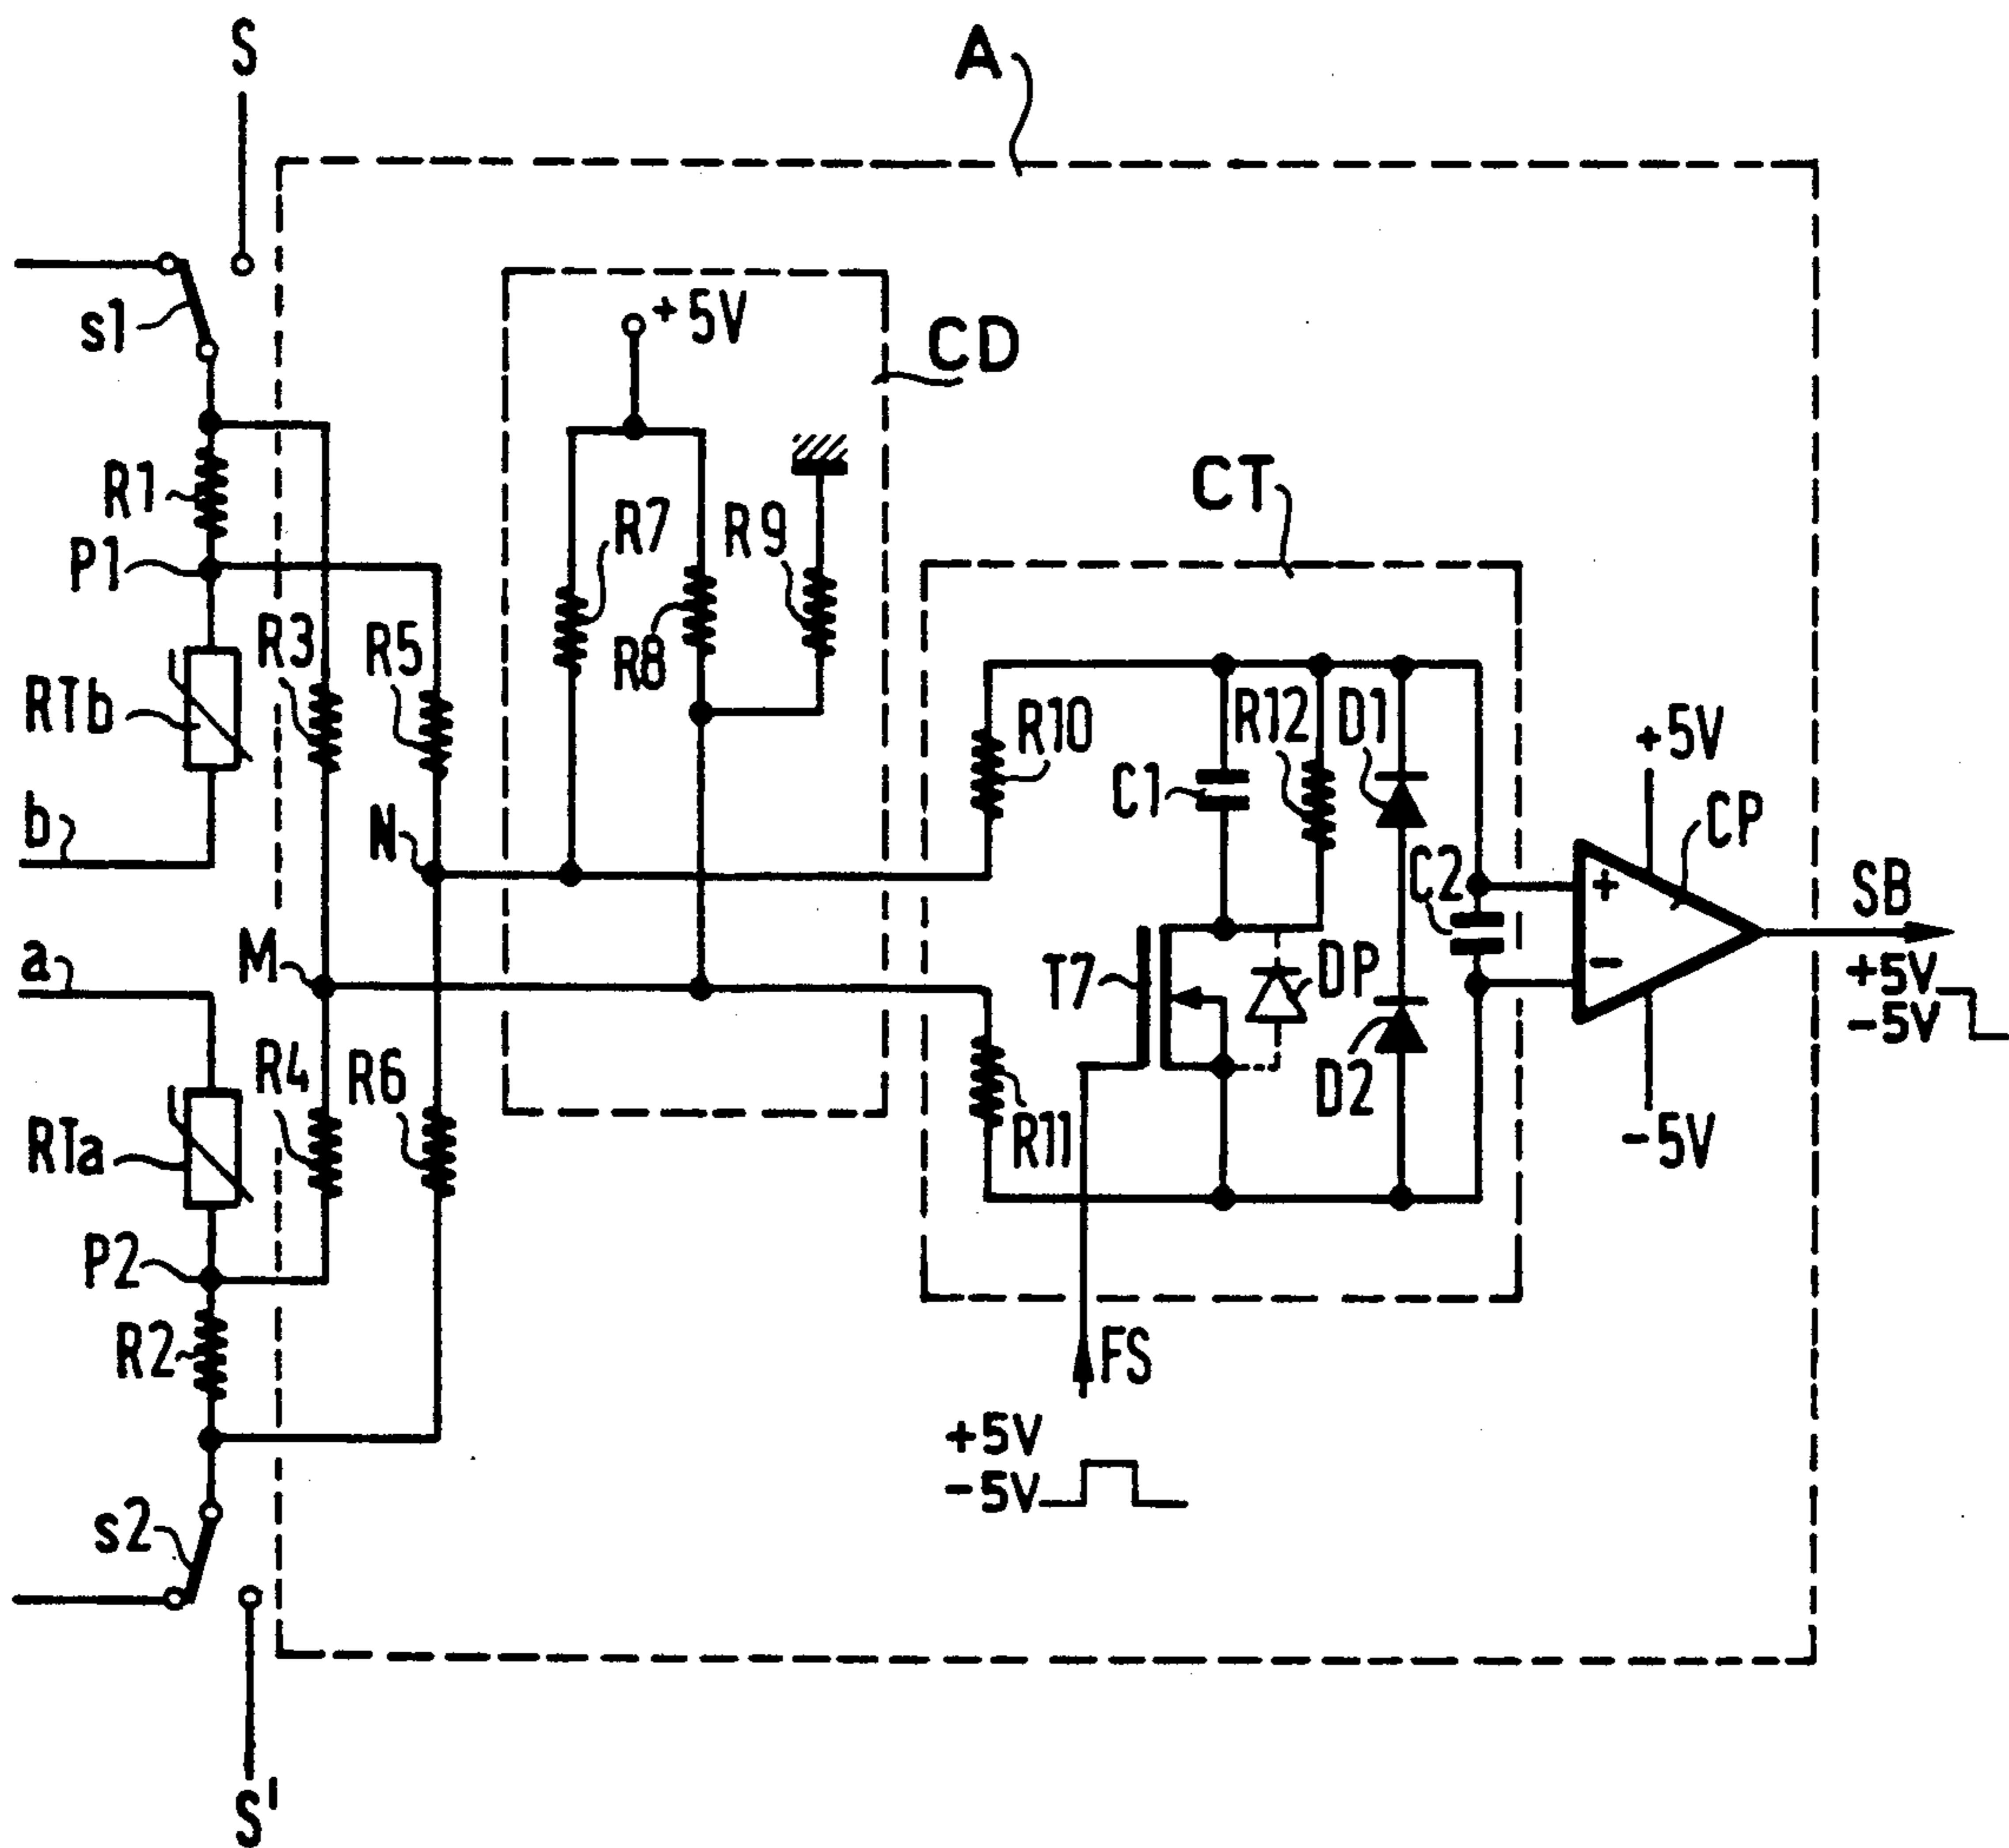 S
A
s1
+5V
CD
R1
R7
R9
CT
P1
R3
R5
R8
RTb
R10
R12
D1
+5V
C1
CP
b
N
C2
+
SB
a
M
T7
DP
-
+5V
-5V
R4
R6
D2
RTa
R11
-5V
P2
R2
FS
+5V
-5V
s2
S'